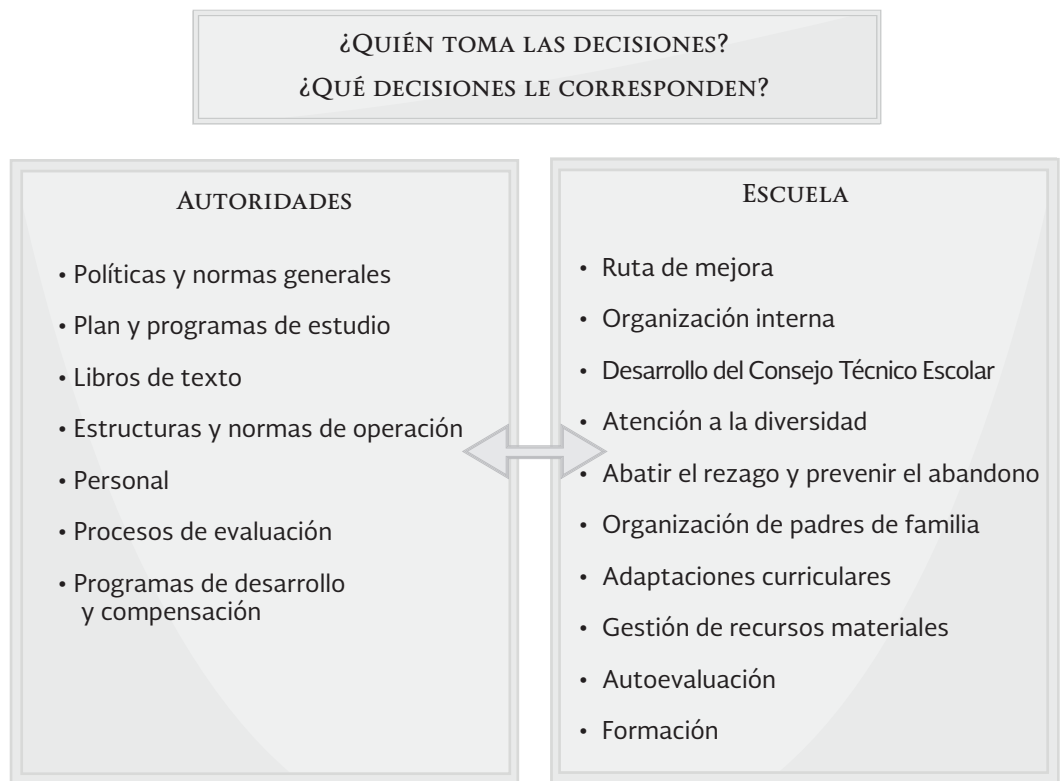 ¿Quién toma las decisiones?
¿Qué decisiones le corresponden?
Autoridades
• Políticas y normas generales
• Plan y programas de estudio
• Libros de texto
• Estructuras y normas de operación
• Personal
• Procesos de evaluación
• Programas de desarrollo
y compensación
Escuela
• Ruta de mejora
• Organización interna
• Desarrollo del Consejo Técnico Escolar
• Atención a la diversidad
• Abatir el rezago y prevenir el abandono
• Organización de padres de familia
• Adaptaciones curriculares
• Gestión de recursos materiales
• Autoevaluación
• Formación